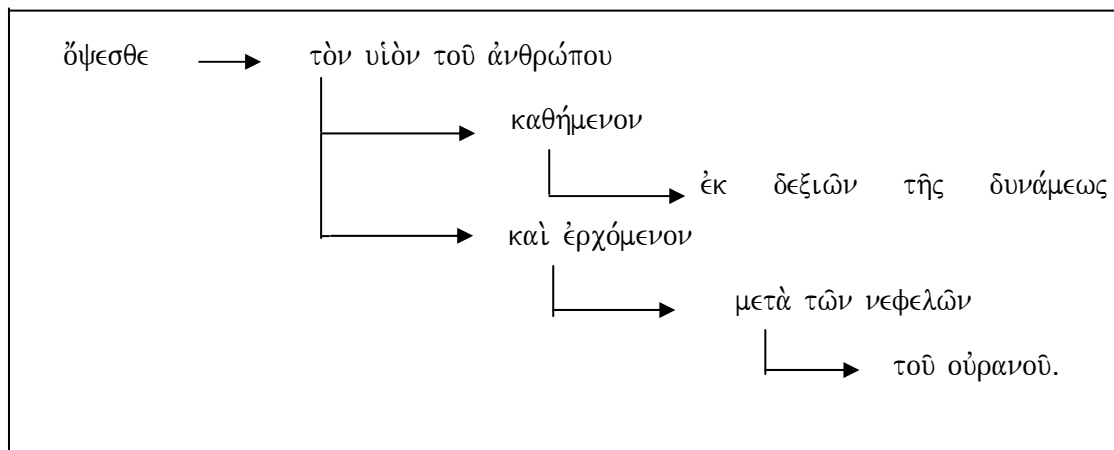 ὄψεσθε τὸν υἱὸν τοῦ ἀνθρώπου
καθήμενον
ἐκ δεξιῶν τῆς δυνάμεως
καὶ ἐρχόμενον
μετὰ τῶν νεφελῶν
τοῦ οὐρανοῦ.